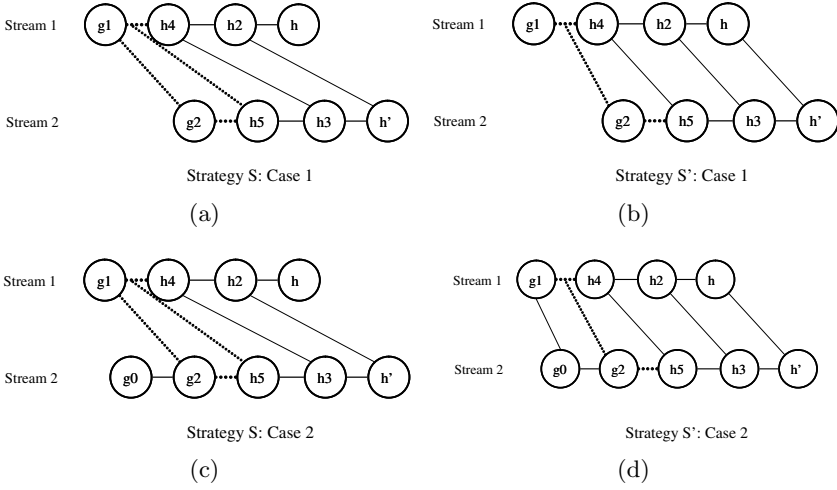 Stream 1 g1 h4 h2 h
Stream 2 g2 h5 h3 h'
Strategy S: Case 1
(a)
Stream 1 g1 h4 h2 h
Stream 2 g2 h5 h3 h'
Strategy S': Case 1
(b)
Stream 1 g1 h4 h2 h
Stream 2 g0 g2 h5 h3 h'
Strategy S: Case 2
(c)
Stream 1 g1 h4 h2 h
Stream 2 g0 g2 h5 h3 h'
Strategy S': Case 2
(d)